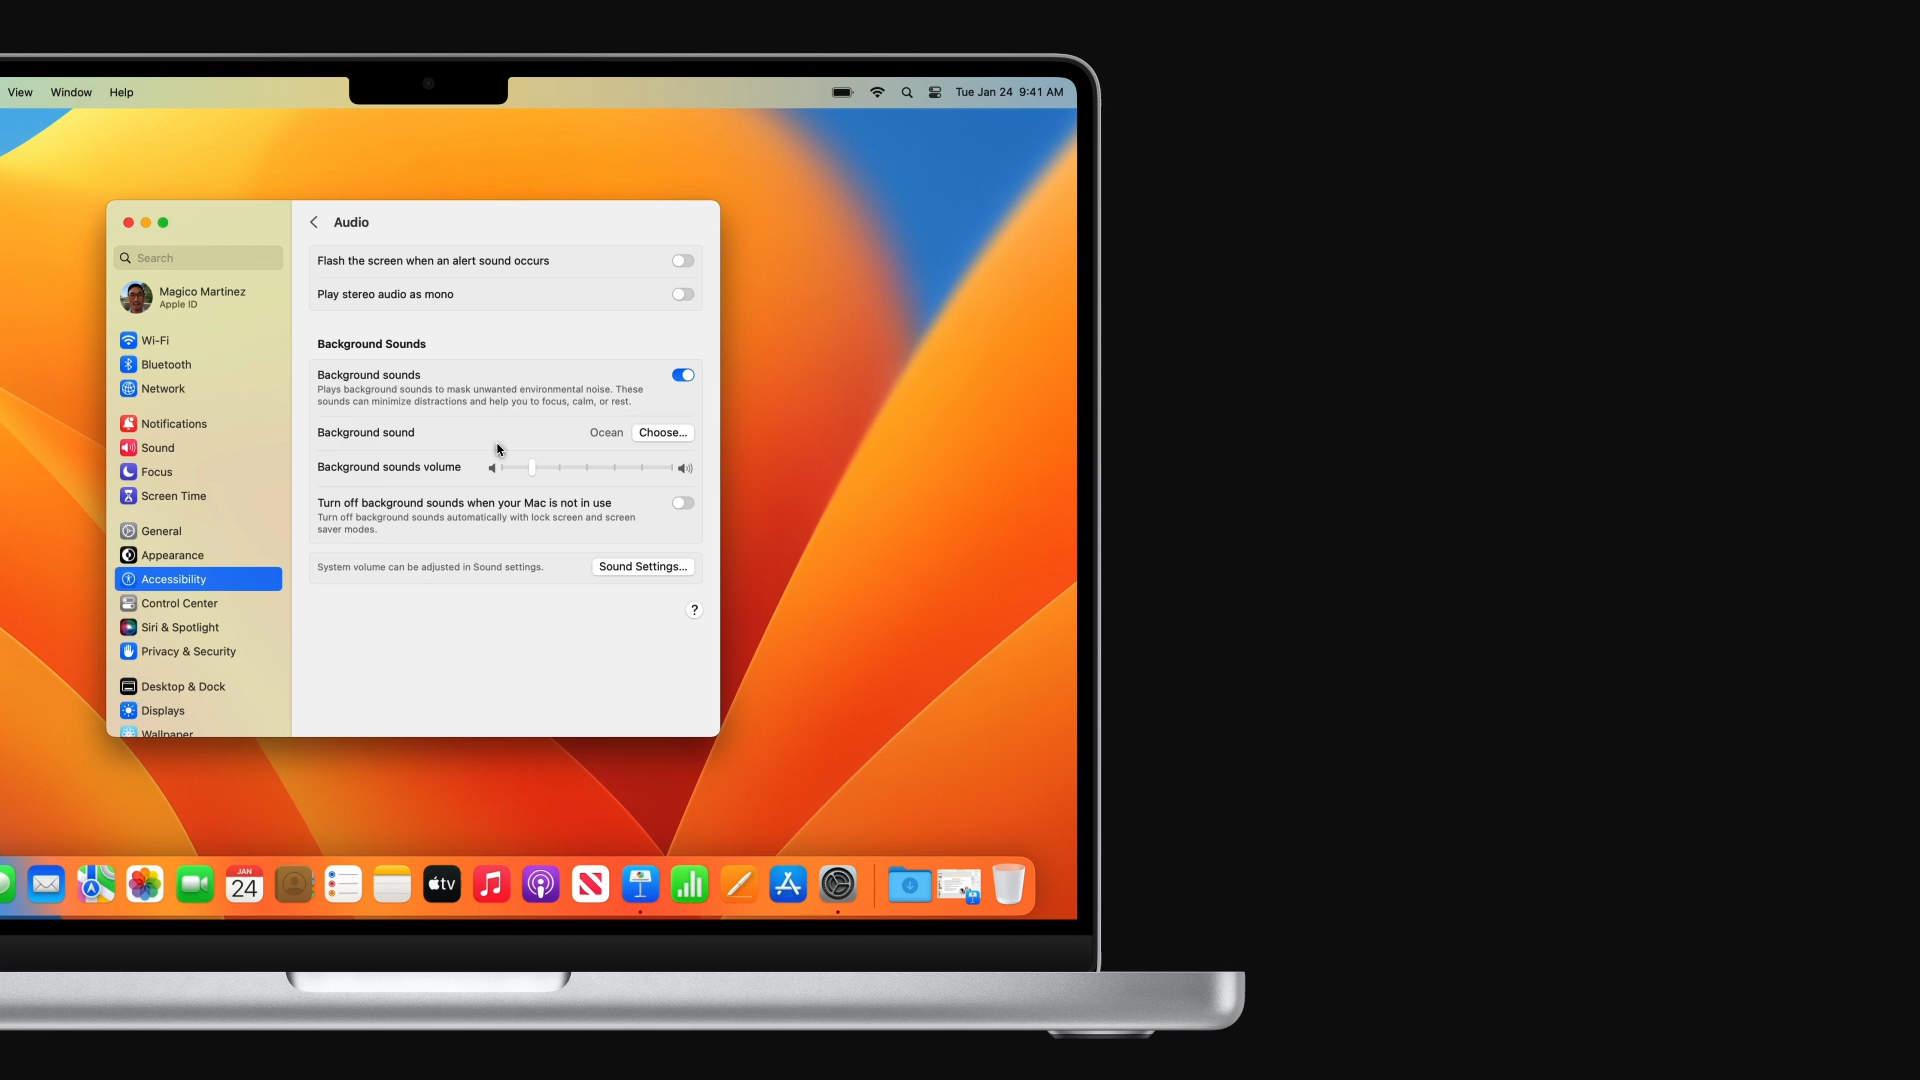 View Window Help
Tue Jan 24 9:41 AM
Audio
Search
Magico Martinez
Apple ID
Wi-Fi
Bluetooth
Network
Notifications
Sound
Focus
Screen Time
General
Appearance
Accessibility
Control Center
Siri & Spotlight
Privacy & Security
Desktop & Dock
Displays
Wallpaper
Flash the screen when an alert sound occurs
Play stereo audio as mono
Background Sounds
Background sounds
Plays background sounds to mask unwanted environmental noise. These
sounds can minimize distractions and help you to focus, calm, or rest.
Background sound Ocean Choose...
Background sounds volume
Turn off background sounds when your Mac is not in use
Turn off background sounds automatically with lock screen and screen
saver modes.
System volume can be adjusted in Sound settings. Sound Settings...
?
JAN
24
tv